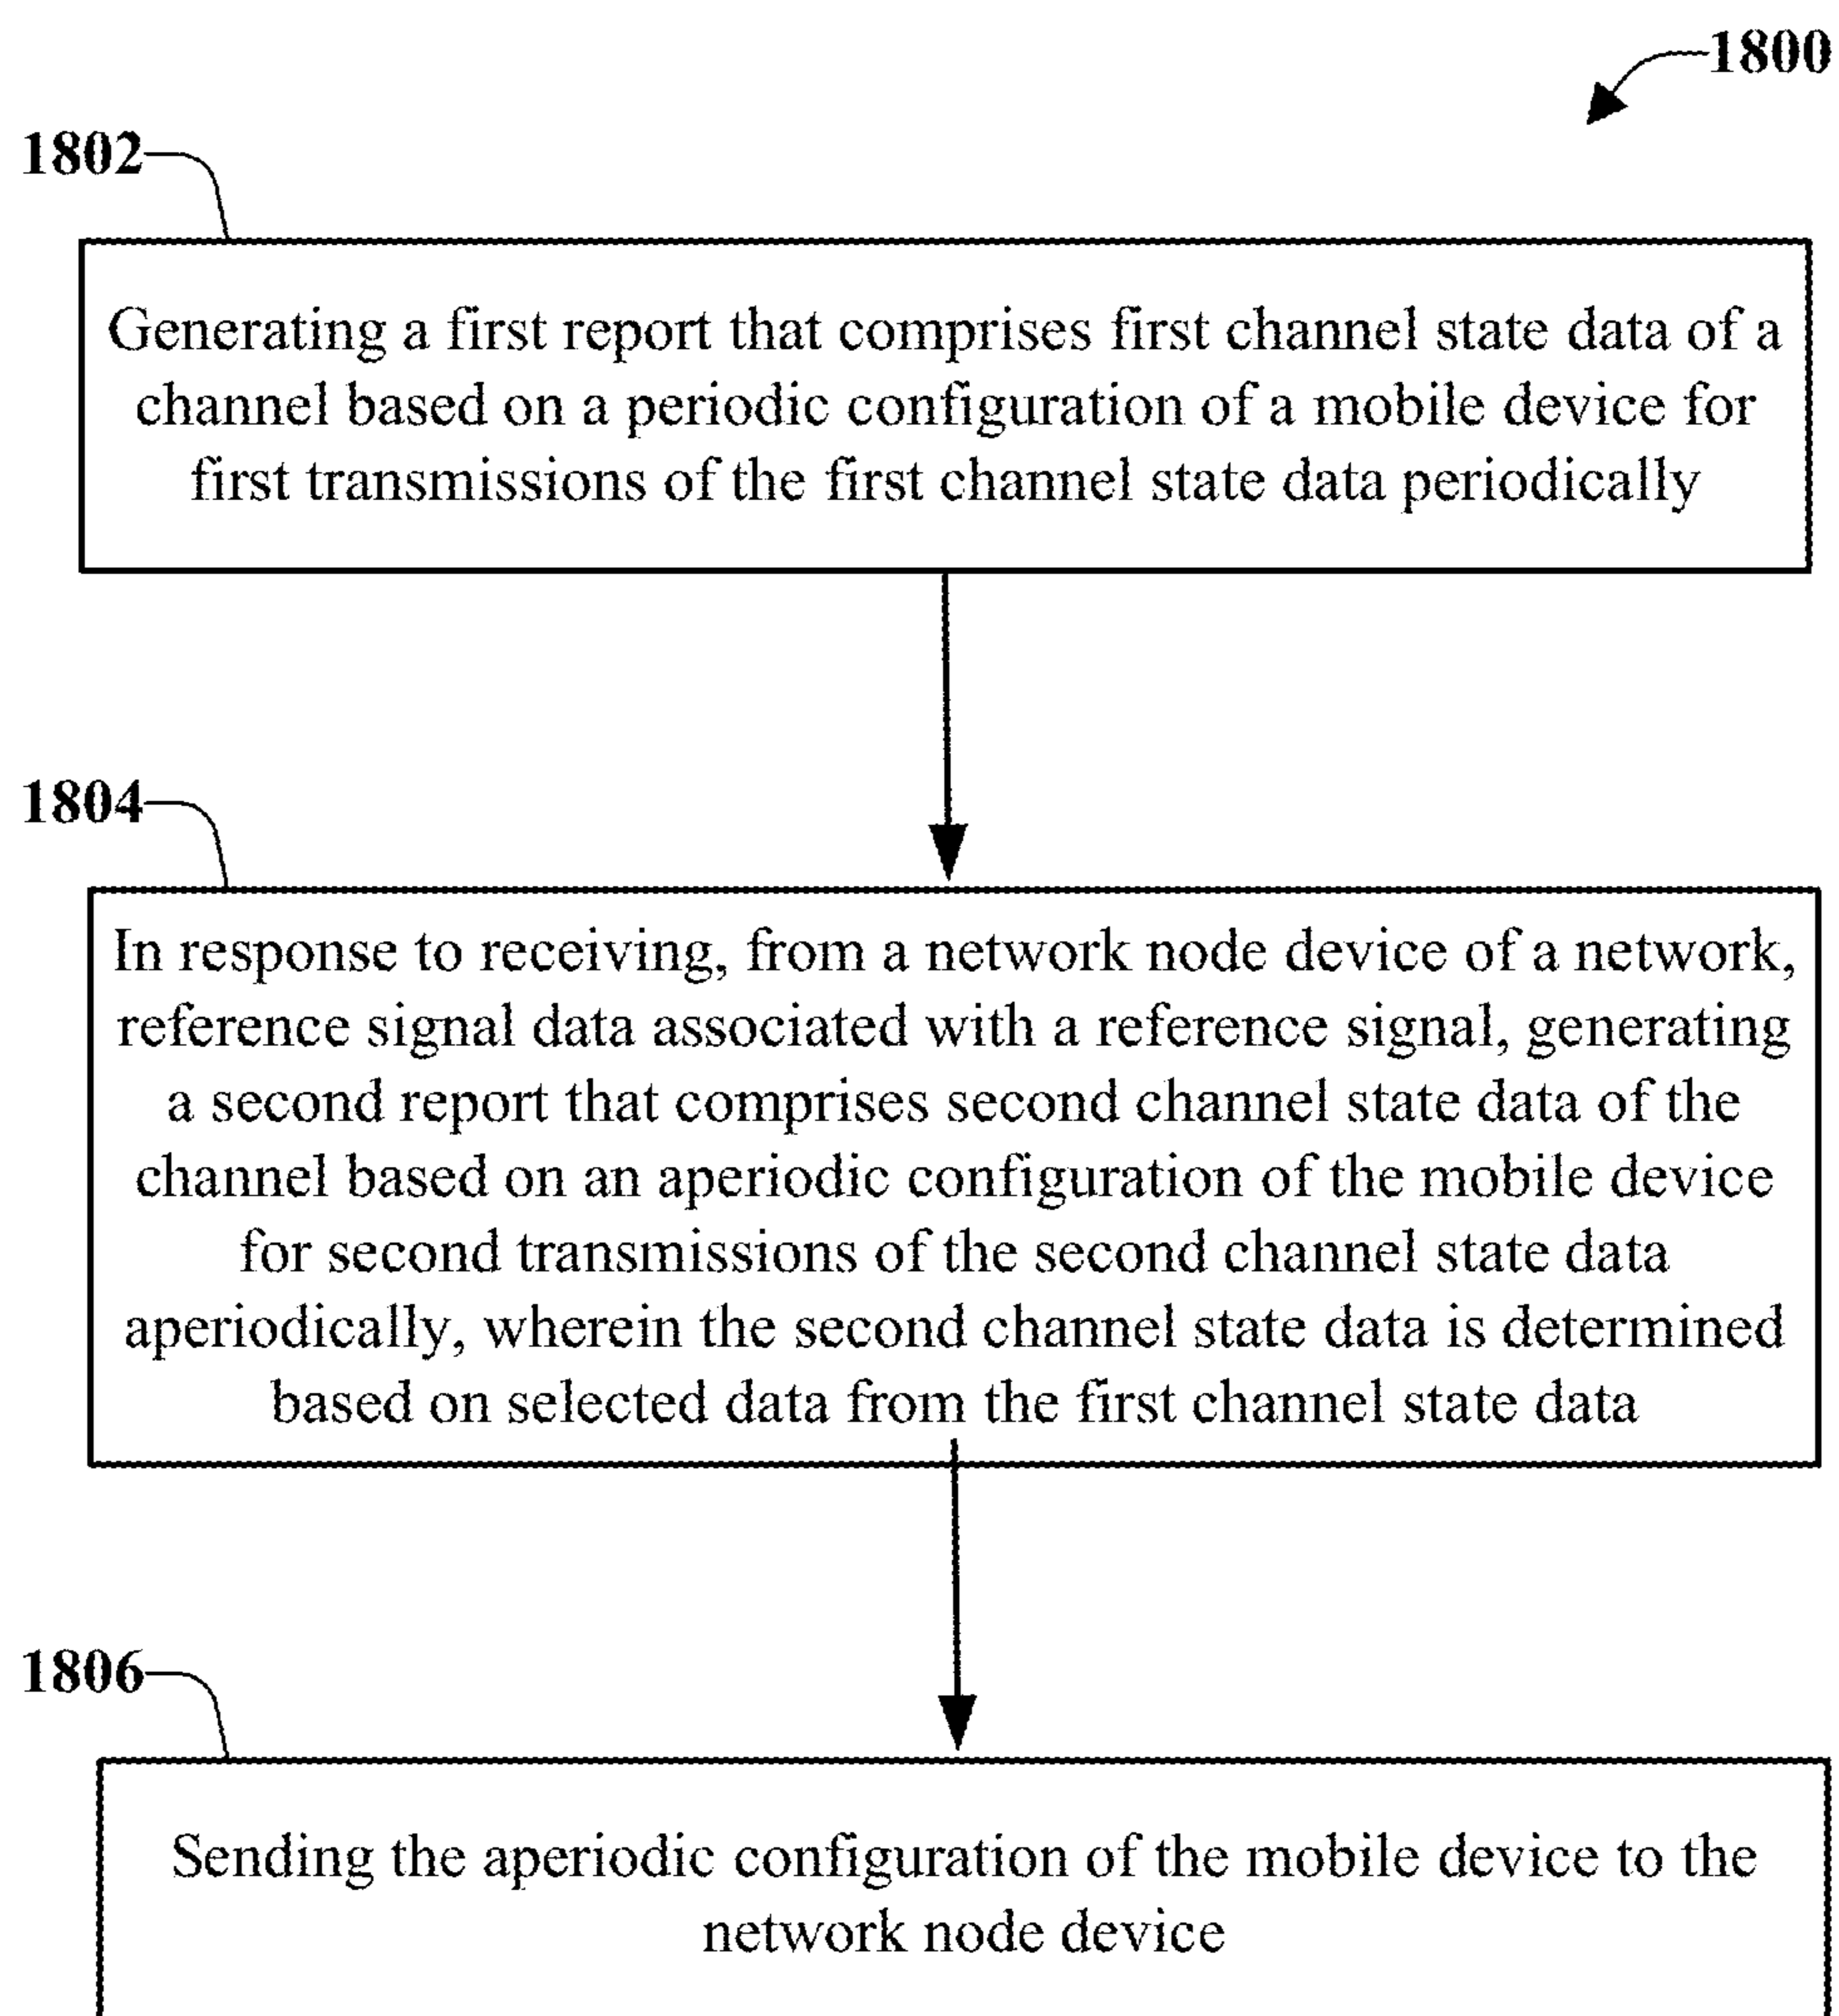 1800
1802
Generating a first report that comprises first channel state data of a
channel based on a periodic configuration of a mobile device for
first transmissions of the first channel state data periodically
1804
In response to receiving, from a network node device of a network,
reference signal data associated with a reference signal, generating
a second report that comprises second channel state data of the
channel based on an aperiodic configuration of the mobile device
for second transmissions of the second channel state data
aperiodically, wherein the second channel state data is determined
based on selected data from the first channel state data
1806
Sending the aperiodic configuration of the mobile device to the
network node device